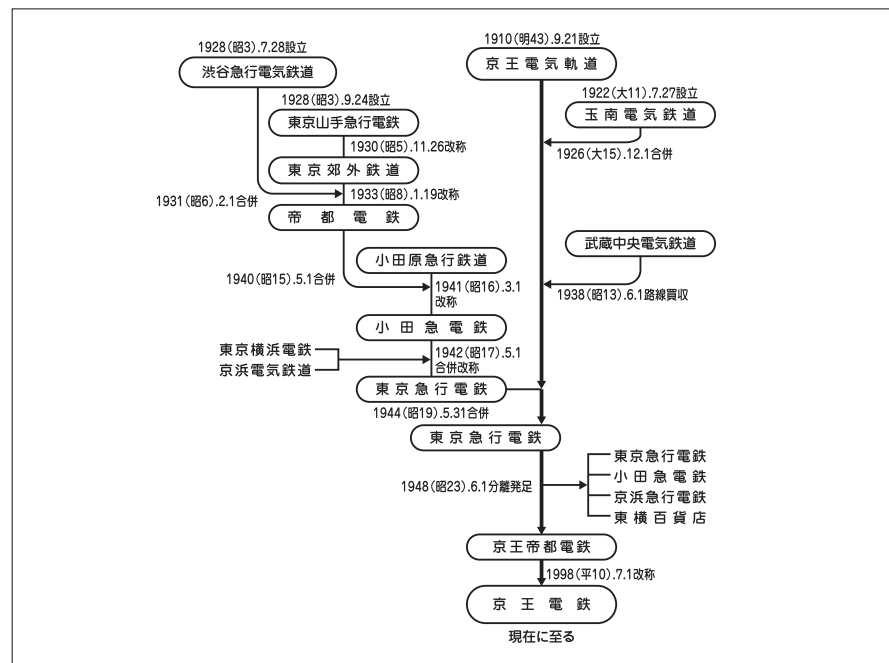 1928(昭3).7.28設立
渋谷急行電気鉄道
1928(昭3).9.24設立
東京山手急行電鉄
1930(昭5).11.26改称
東京郊外鉄道
1931(昭6).2.1合併
1933(昭8).1.19改称
帝都電鉄
1940(昭15).5.1合併
小田原急行鉄道
1941(昭16).3.1
改称
小田急電鉄
東京横浜電鉄
京浜電気鉄道
1942(昭17).5.1
合併改称
東京急行電鉄
1944(昭19).5.31合併
1910(明43).9.21設立
京王電気軌道
1922(大11).7.27設立
玉南電気鉄道
1926(大15).12.1合併
武蔵中央電気鉄道
1938(昭13).6.1路線買収
東京急行電鉄
1948(昭23).6.1分離発足
東京急行電鉄
小田急電鉄
京浜急行電鉄
東横百貨店
京王帝都電鉄
1998(平10).7.1改称
京王電鉄
現在に至る